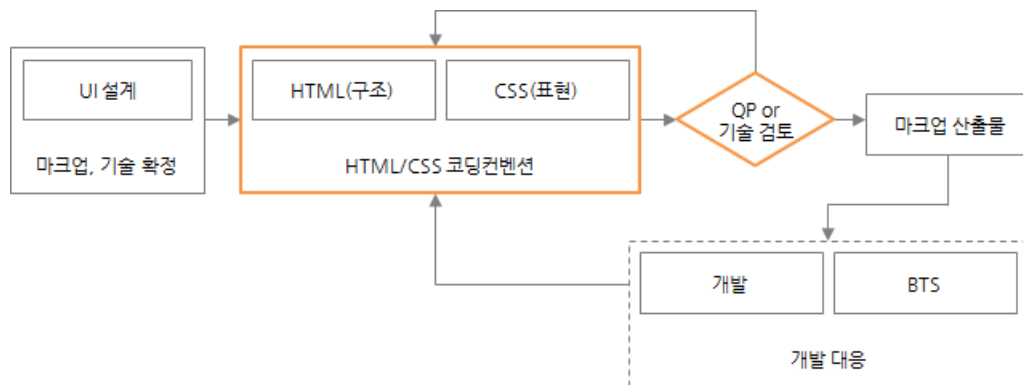 UI 설계
마크업, 기술 확정
HTML(구조)
CSS(표현)
HTML/CSS 코딩컨벤션
QP or
기술 검토
마크업 산출물
개발
BTS
개발 대응